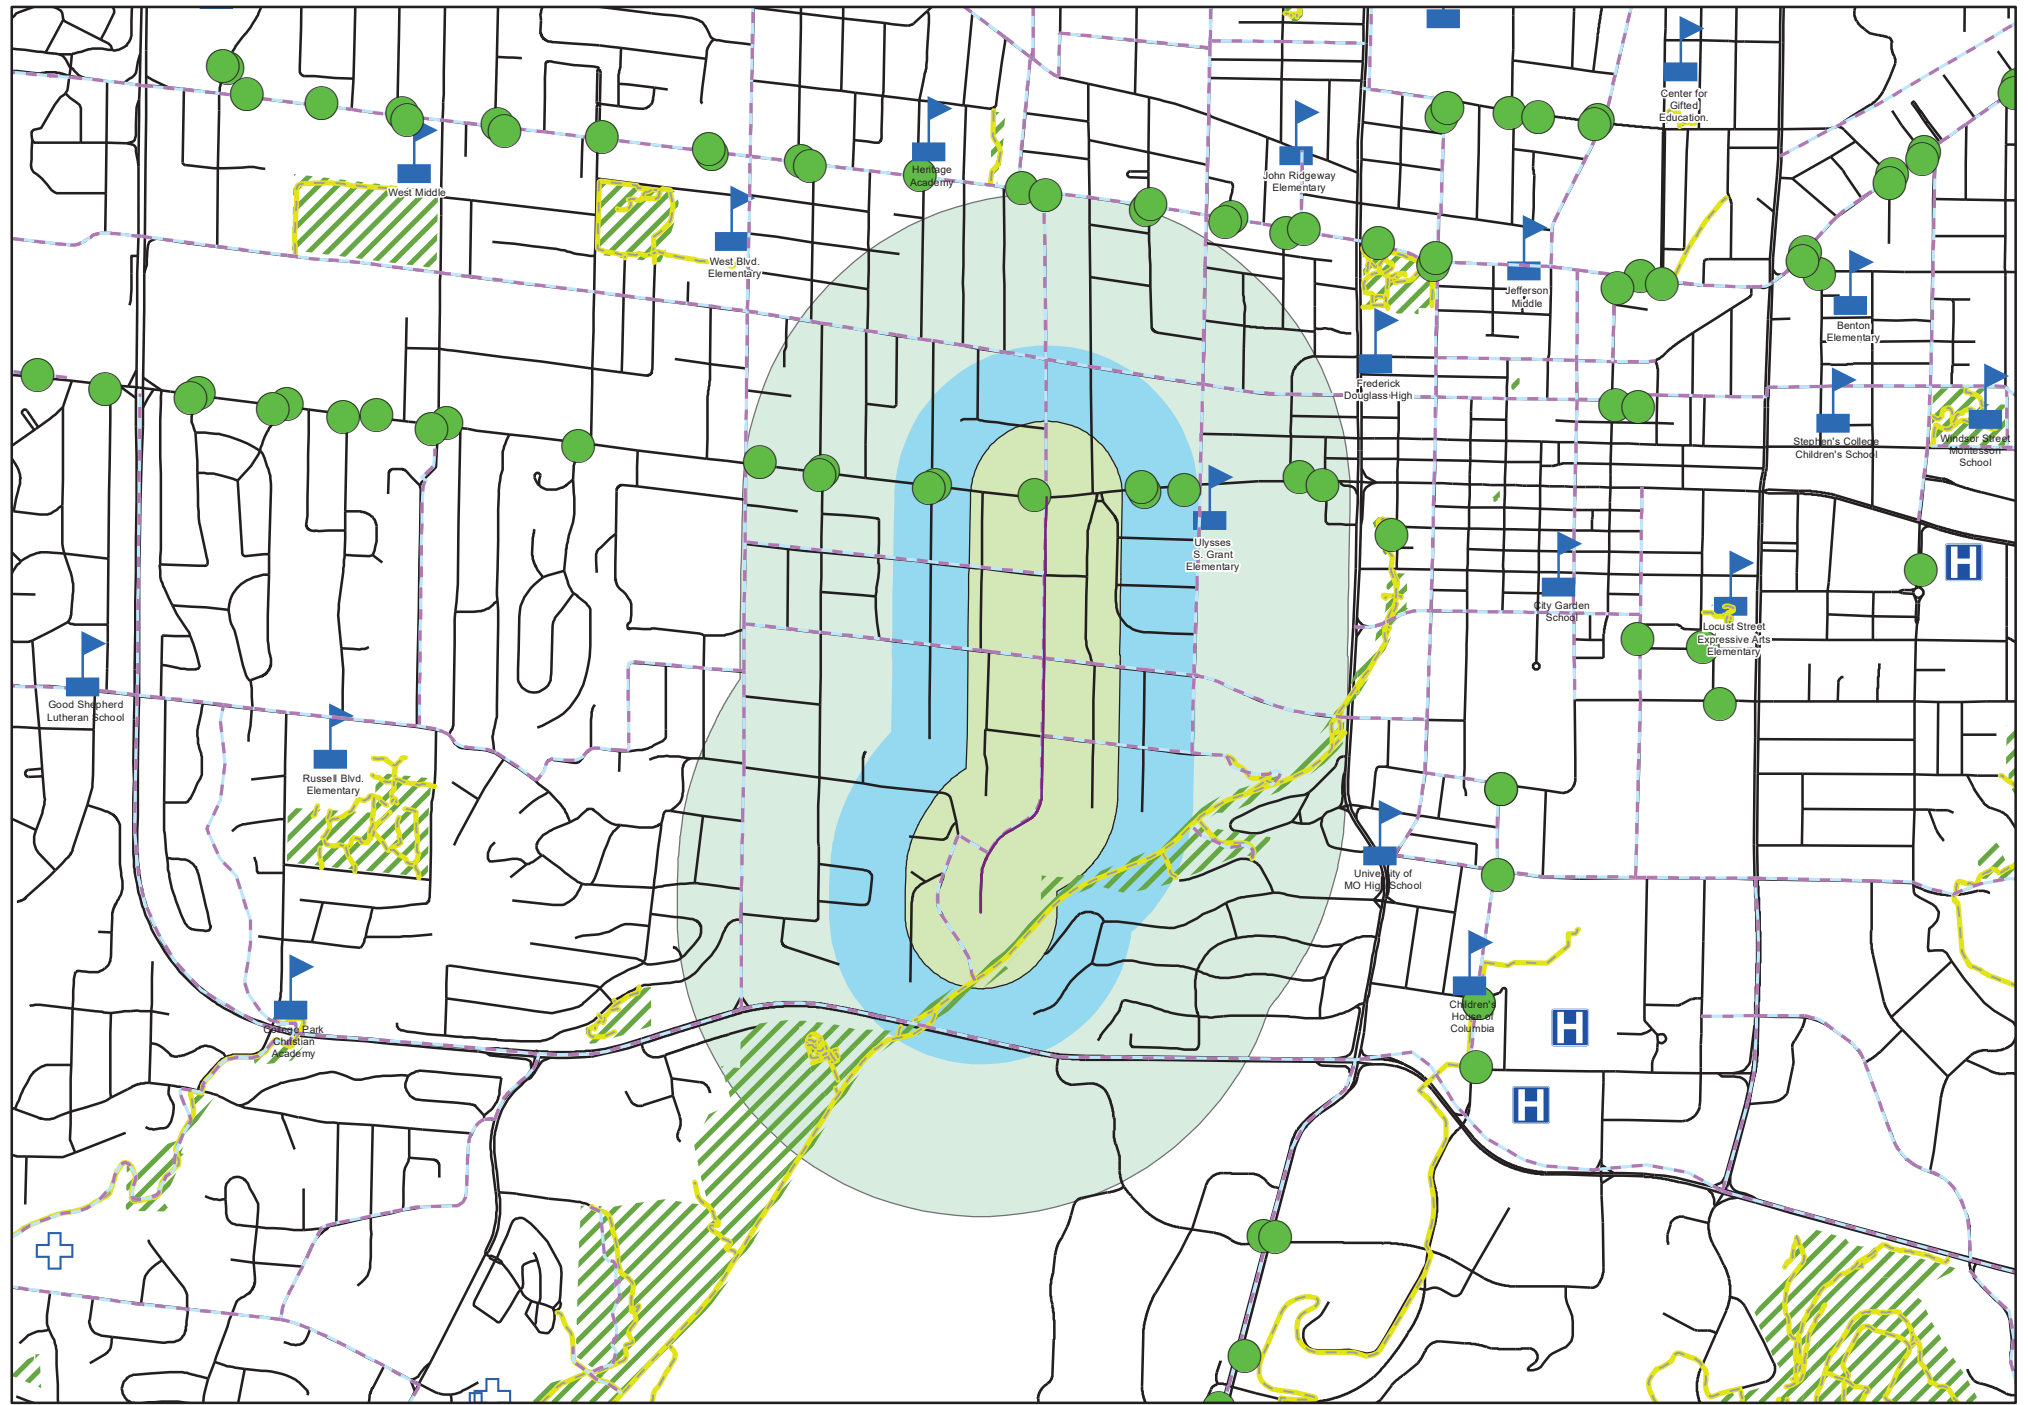 Center for
Gifted
Education.
Heritage
Academy
John Ridgeway
Elementary
West Middle
West Blvd.
Elementary
Jefferson
Middle
Benton
Elementary
Frederick
Douglass High
Stephen's College
Children's School
Windsor Street
Montessori
School
Ulysses
S. Grant
Elementary
H
City Garden
School
Locust Street
Expressive Arts
Elementary
Good Shepherd
Lutheran School
Russell Blvd.
Elementary
University of
MO High School
Children's
House of
Columbia
H
College Park
Christian
Academy
H